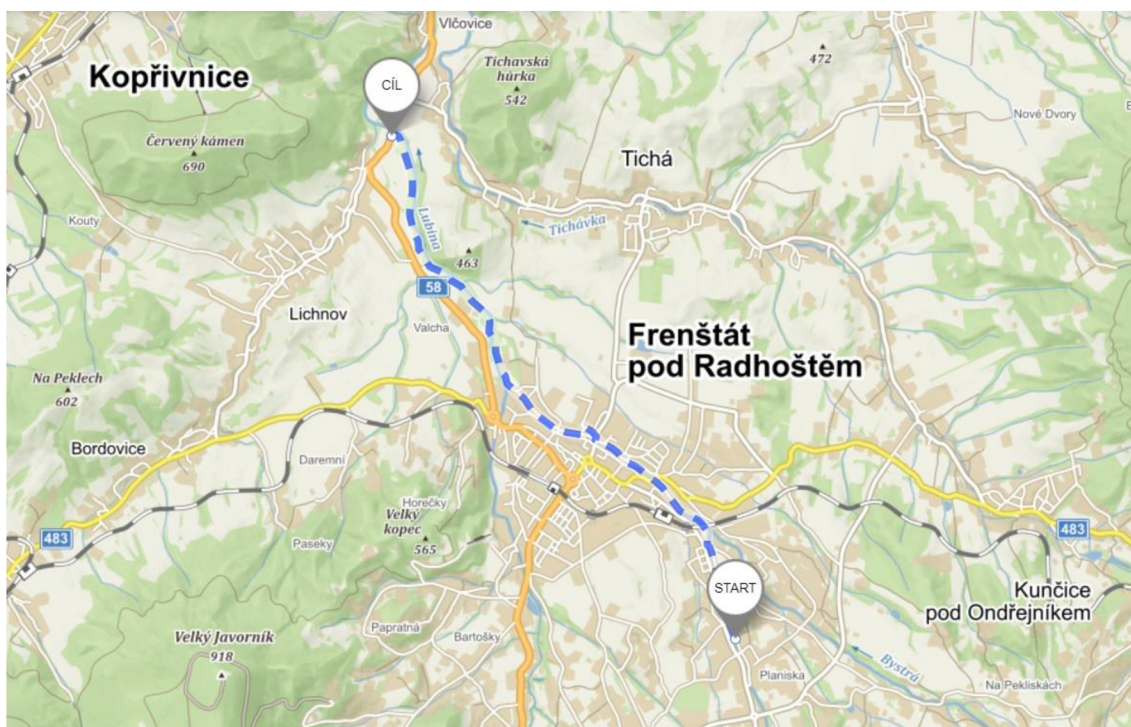 Vlčovice
Kopřivnice
CÍL
Tichavská
hůrka
542
472
Nové Dvory
Červený kámen
690
Tichá
Kouty
Lubina
Tichávka
463
58
Lichnov
Valcha
Frenštát
pod Radhoštěm
Na Peklech
602
Bordovice
Daremní
Horečky
Velký
kopec
565
483
Paseky
483
START
Kunčice
pod Ondřejníkem
Papratná
Bartošky
Velký Javorník
918
Planiska
Bystrá
Na Pekliskách